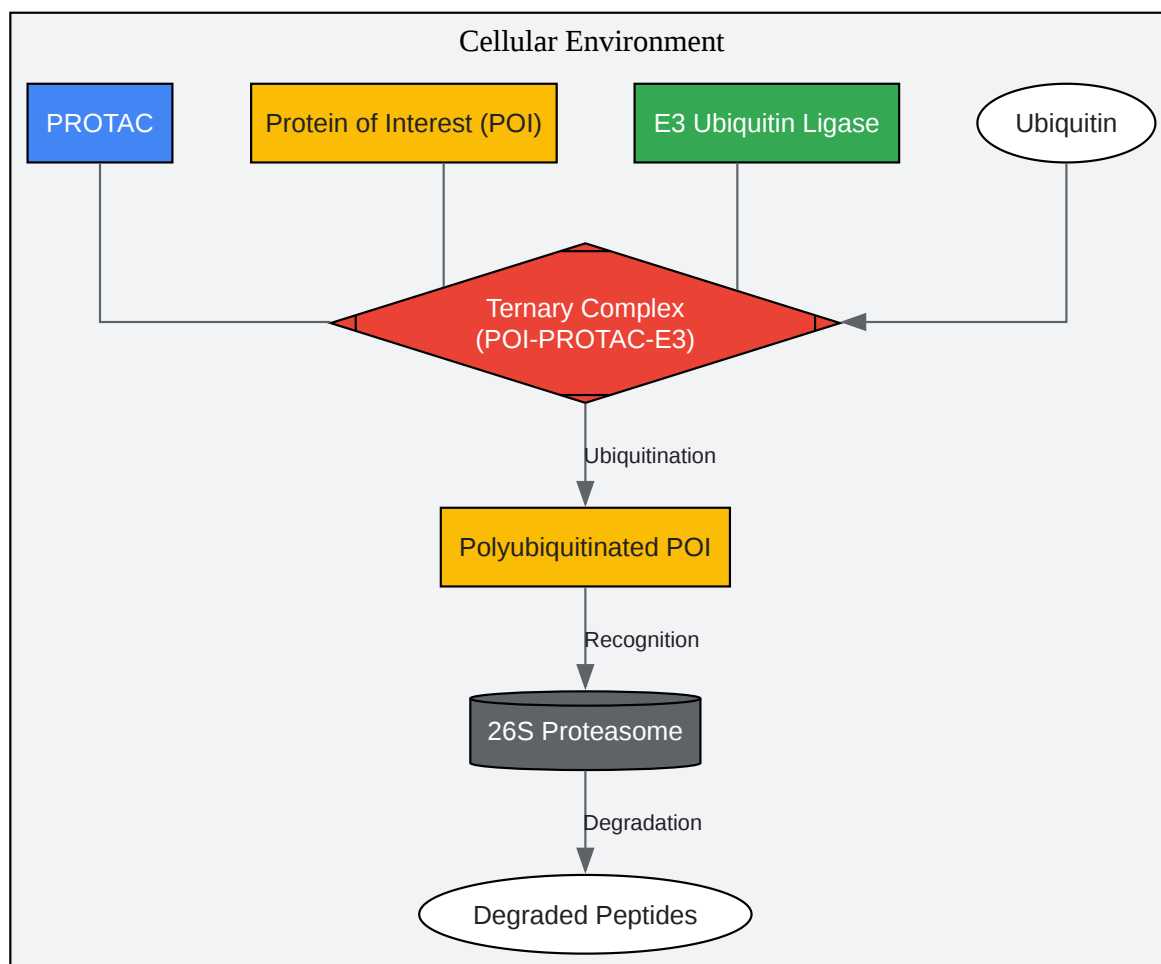 Cellular Environment
PROTAC
Protein of Interest (POI)
E3 Ubiquitin Ligase
Ubiquitin
Ternary Complex
(POI-PROTAC-E3)
Ubiquitination
Polyubiquitinated POI
Recognition
26S Proteasome
Degradation
Degraded Peptides